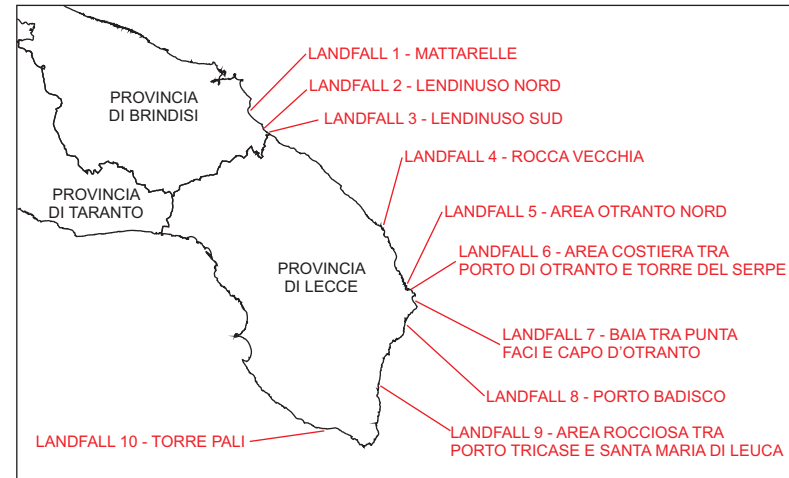 LANDFALL 1 - MATTARELLE
LANDFALL 2 - LENDINUSO NORD
PROVINCIA
DI BRINDISI
LANDFALL 3 - LENDINUSO SUD
LANDFALL 4 - ROCCA VECCHIA
PROVINCIA
DI TARANTO
LANDFALL 5 - AREA OTRANTO NORD
LANDFALL 6 - AREA COSTIERA TRA
PORTO DI OTRANTO E TORRE DEL SERPE
PROVINCIA
DI LECCE
LANDFALL 7 - BAIA TRA PUNTA
FACI E CAPO D'OTRANTO
LANDFALL 8 - PORTO BADISCO
LANDFALL 9 - AREA ROCCIOSA TRA
PORTO TRICASE E SANTA MARIA DI LEUCA
LANDFALL 10 - TORRE PALI